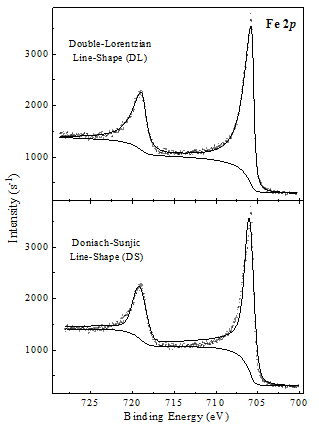 Fe 2p
Double-Lorentzian
Line-Shape (DL)
3000
2000
1000
Intensity (s-1)
Doniach-Sunjic
Line-Shape (DS)
3000
2000
1000
725 720 715 710 705 700
Binding Energy (eV)